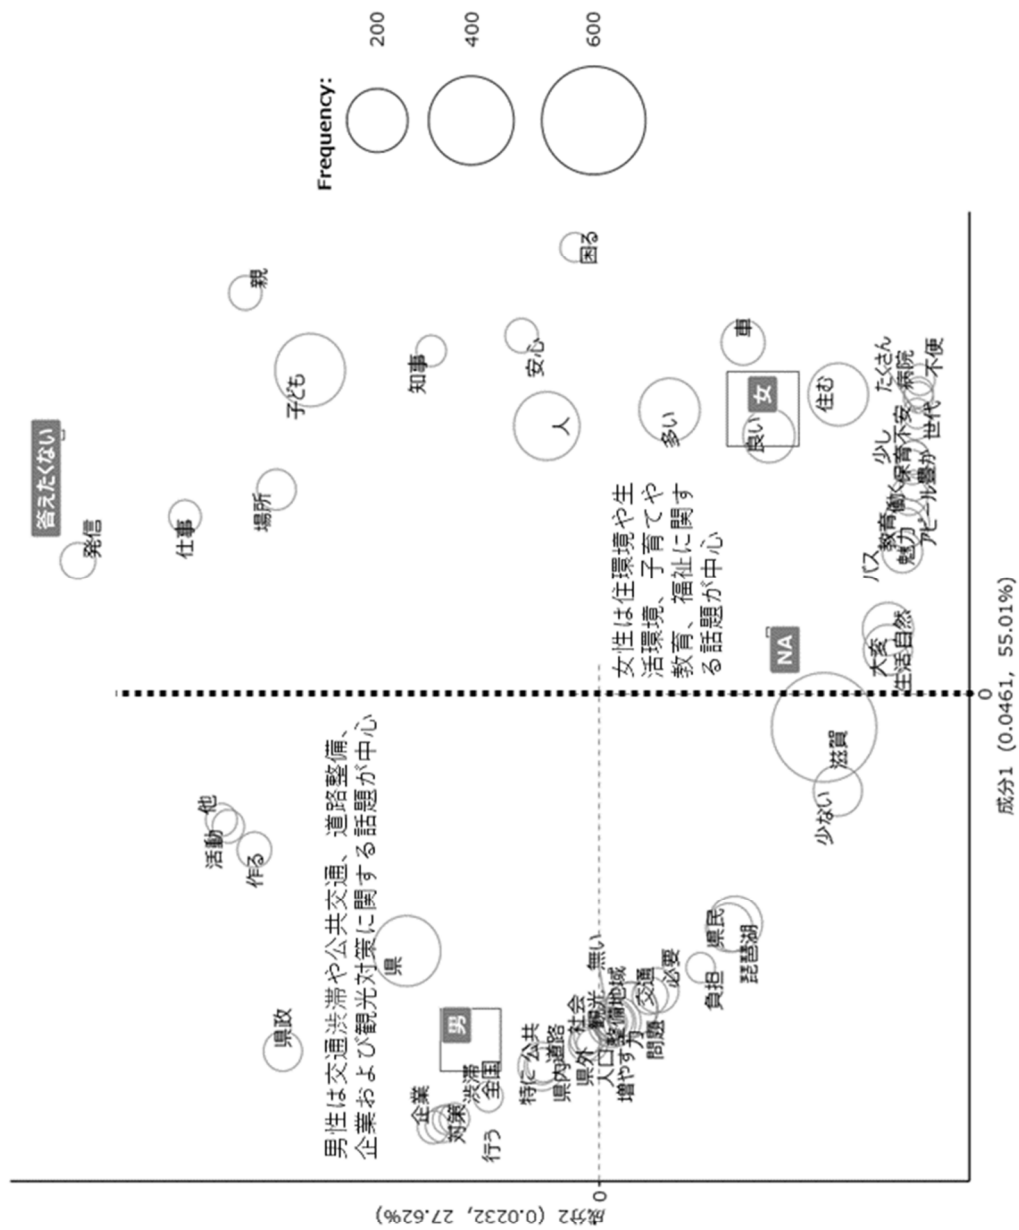 Frequency:
200
400
600
答えたくない
発信
仕事
場所
子ども
親
知事
安心
困る
人
多い
車
女
良い
住む
女性は住環境や生
活環境、子育てや
教育、福祉に関す
る話題が中心
NA
たくさん
病院
不便
少し
不安
世代
保育
豊か
働く
アピール
教育
魅力
バス
自然
大変
生活
滋賀
少ない
男性は交通渋滞や公共交通、道路整備、
企業および観光対策に関する話題が中心
他
活動
作る
県
県政
男
企業
渋滞
全国
対策
行う
特に
公共
道路
県内
社会
県外
無い
観光
地域
整備
人口
力
増やす
交通
必要
問題
負担
県民
琵琶湖
0
成分1 (0.0461, 55.01%)
0
成分2 (0.0232, 27.62%)